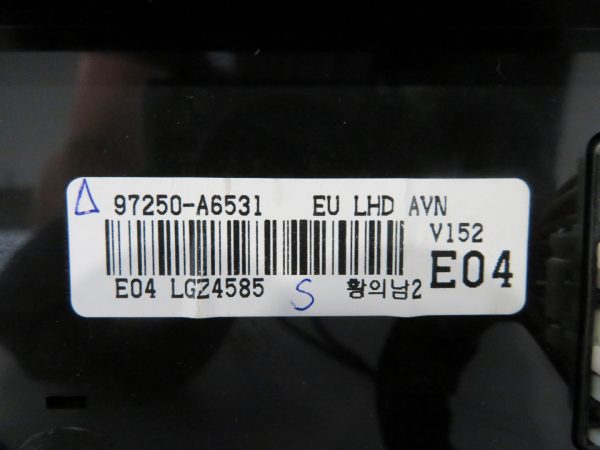 97250-A6531 EU LHD AVN
V152
E04
E04 LGZ4585 S 황의남2